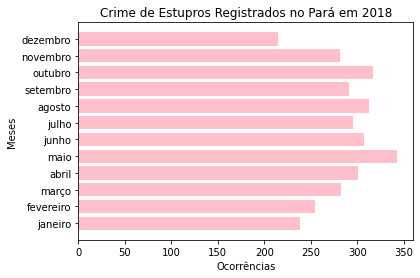 Crime de Estupros Registrados no Pará em 2018
dezembro
novembro
outubro
setembro
agosto
julho
junho
maio
abril
março
fevereiro
janeiro
Meses
0 50 100 150 200 250 300 350
Ocorrências